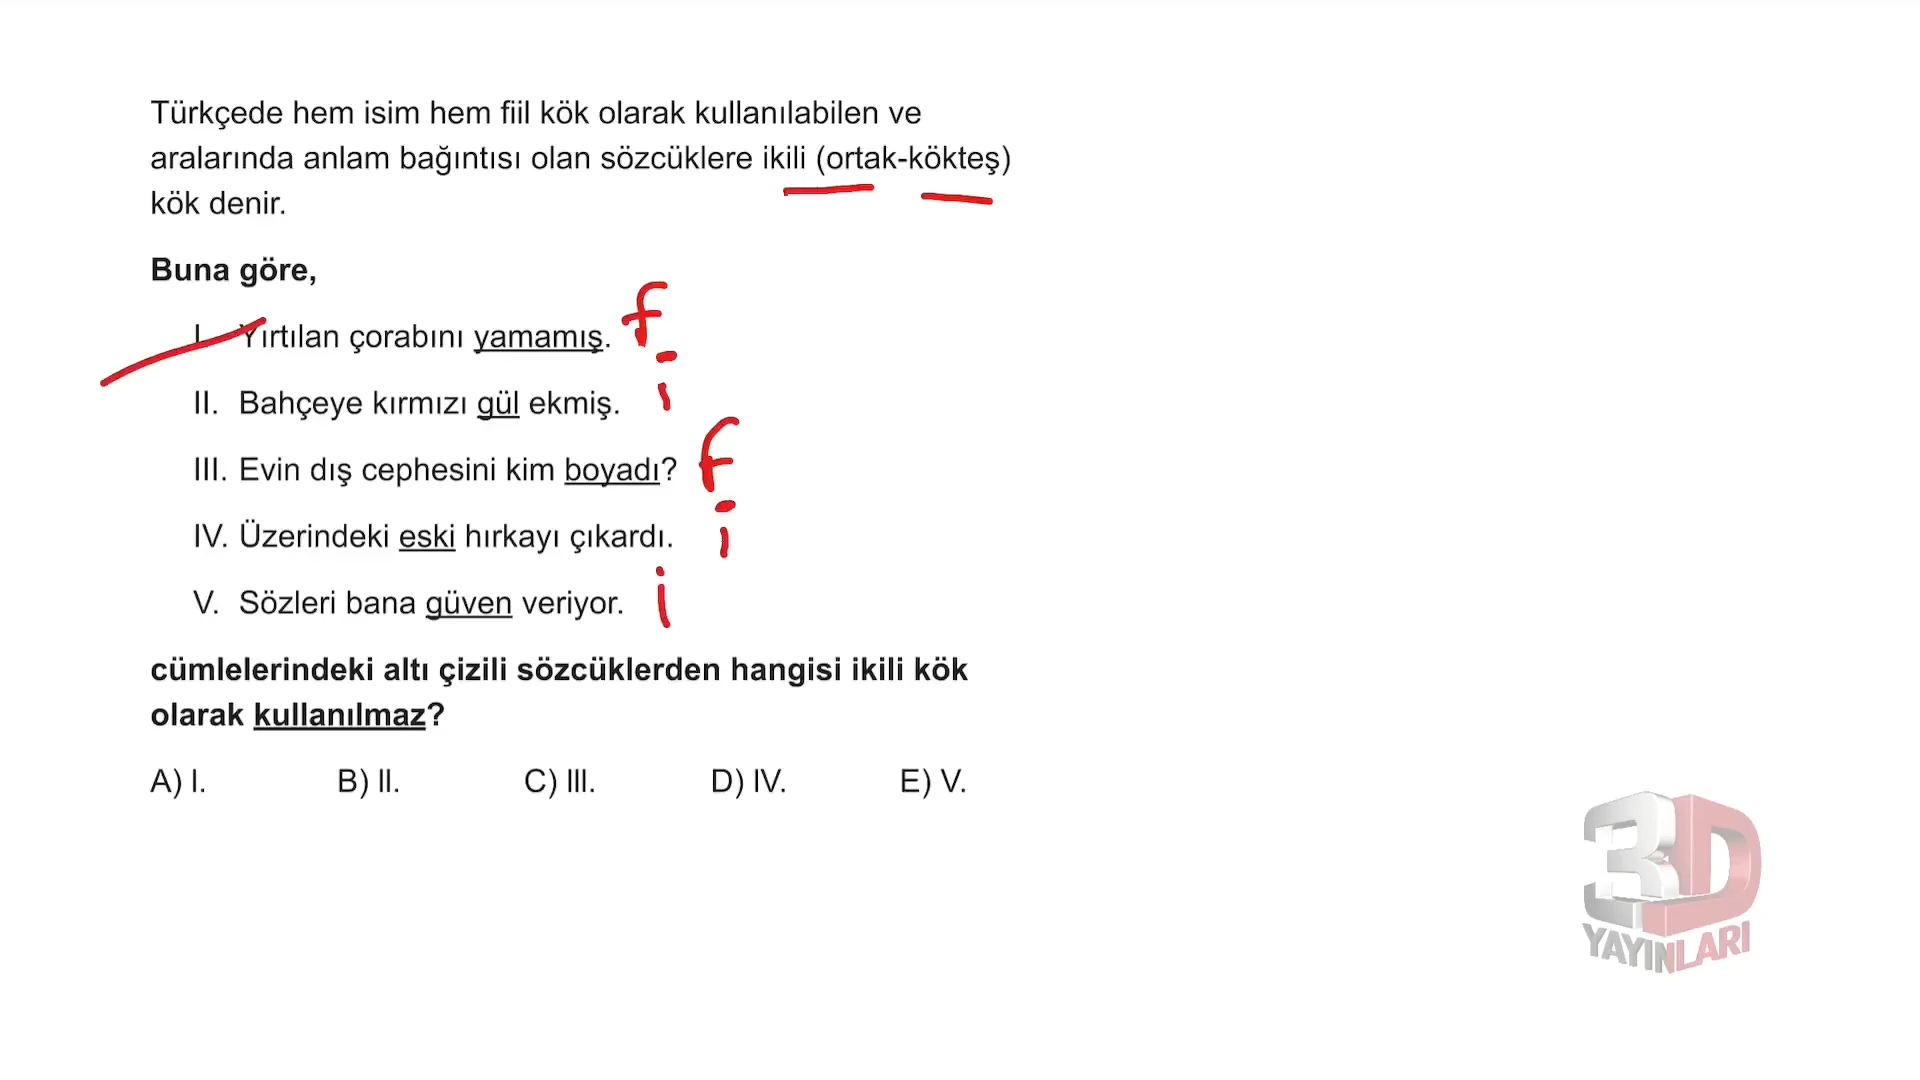 Türkçede hem isim hem fiil kök olarak kullanılabilen ve
aralarında anlam bağıntısı olan sözcüklere ikili (ortak-kökteş)
kök denir.
Buna göre,
I. Yırtılan çorabını yamamış. f
II. Bahçeye kırmızı gül ekmiş. i
III. Evin dış cephesini kim boyadı? f
IV. Üzerindeki eski hırkayı çıkardı. i
V. Sözleri bana güven veriyor. i
cümlelerindeki altı çizili sözcüklerden hangisi ikili kök
olarak kullanılmaz?
A) I. B) II. C) III. D) IV. E) V.
3D
YAYINLARI